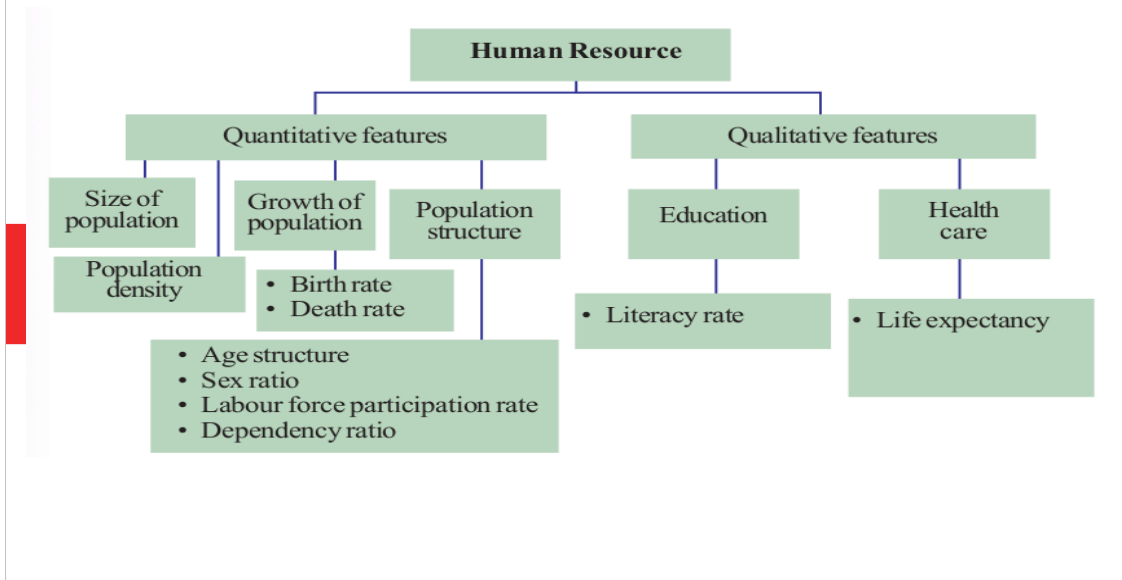 Human Resource
Quantitative features
Qualitative features
Size of
population
Growth of
population
Population
structure
Education
Health
care
Population
density
• Birth rate
• Death rate
• Literacy rate
• Life expectancy
• Age structure
• Sex ratio
• Labour force participation rate
• Dependency ratio